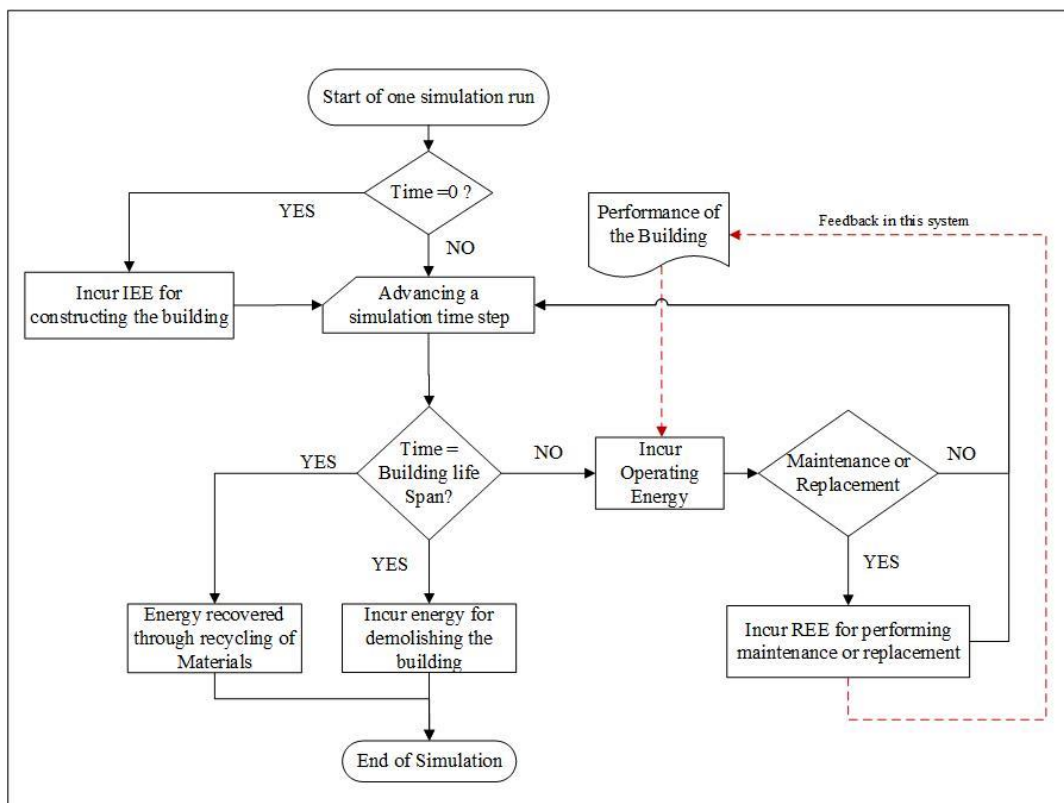 Start of one simulation run
Time =0 ?
YES
NO
Performance of
the Building
Feedback in this system
Incur IEE for
constructing the building
Advancing a
simulation time step
Time =
Building life
Span?
YES
NO
YES
Incur
Operating
Energy
Maintenance or
Replacement
NO
YES
Energy recovered
through recycling of
Materials
Incur energy for
demolishing the
building
Incur REE for performing
maintenance or replacement
End of Simulation